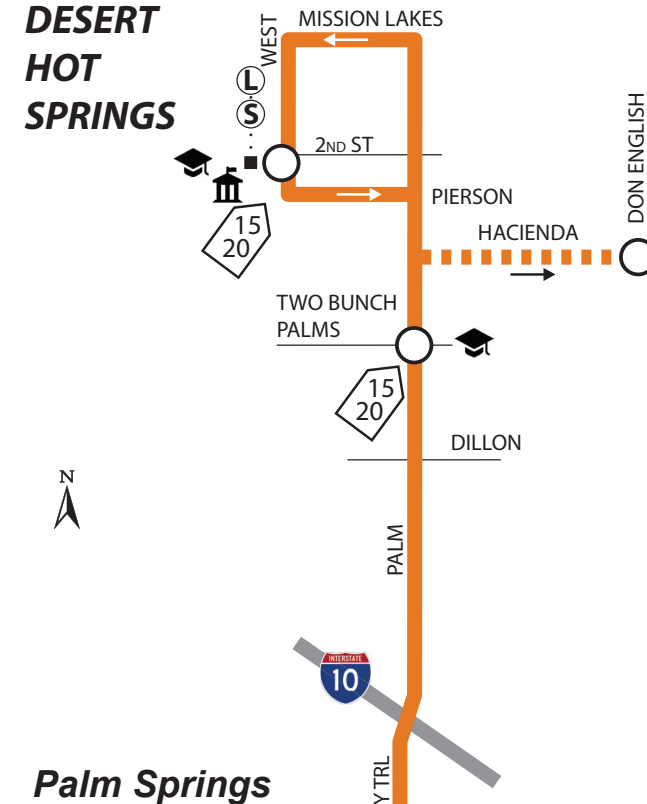 DESERT
HOT
SPRINGS
MISSION LAKES
WEST
L
S
2ND ST
PIERSON
DON ENGLISH
HACIENDA
15
20
TWO BUNCH
PALMS
15
20
DILLON
N
PALM
INTERSTATE
10
Palm Springs
Y TRL